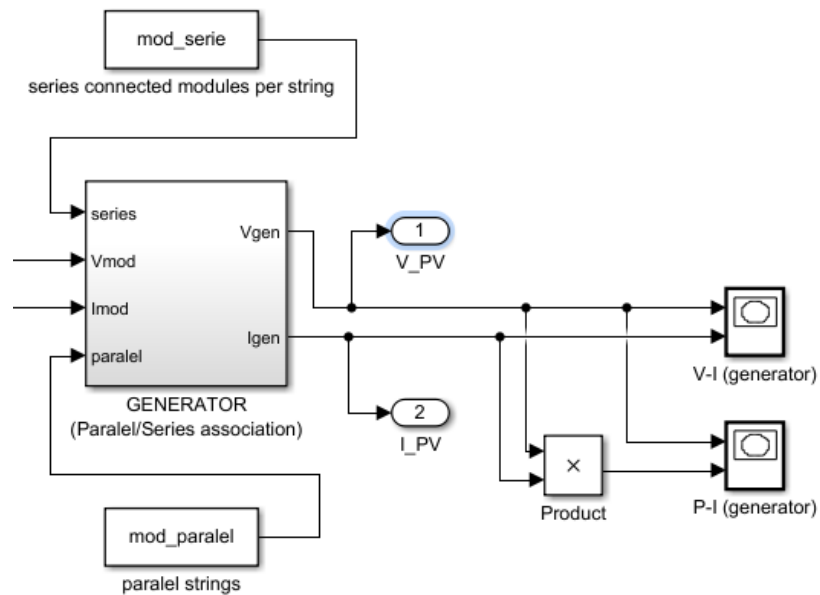 mod_serie
series connected modules per string
series
Vmod
Imod
paralel
Vgen
Igen
GENERATOR
(Paralel/Series association)
1
V_PV
2
I_PV
V-I (generator)
×
Product
P-I (generator)
mod_paralel
paralel strings